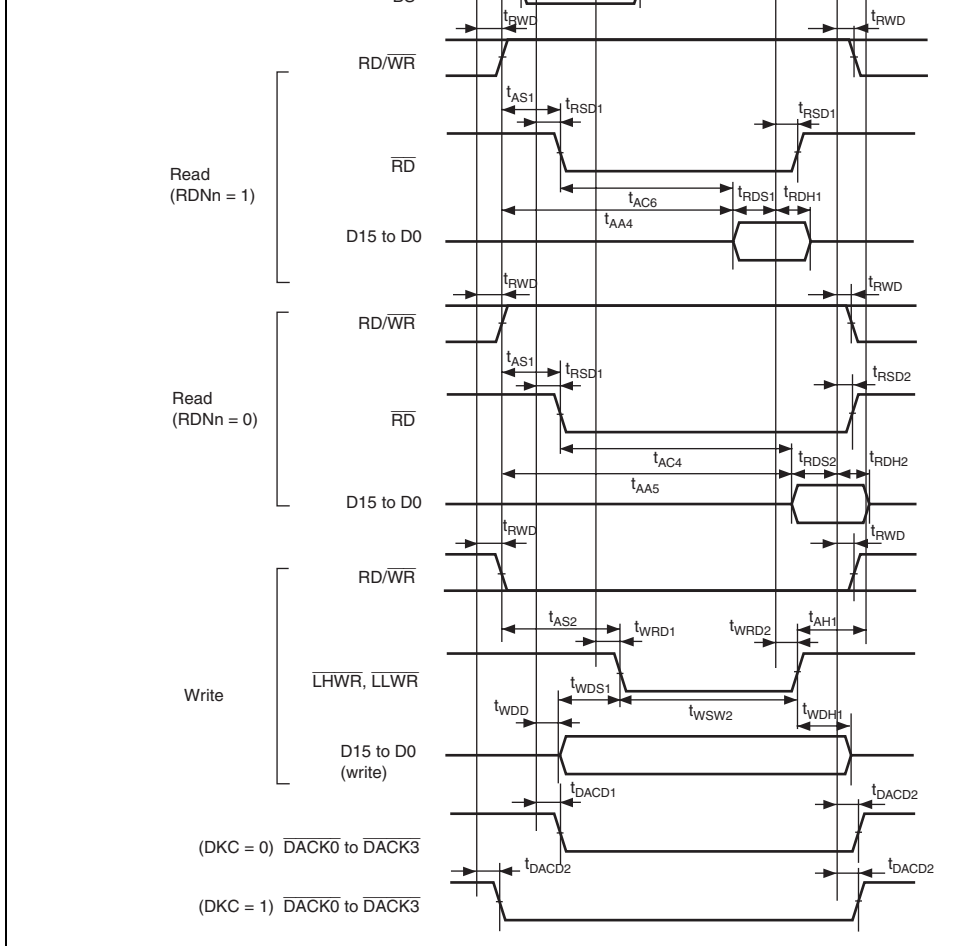 tRWD tRWD
RD/WR
tAS1 tRSD1 tRSD1
RD
Read
(RDNn = 1)
tAC6 tRDS1 tRDH1
tAA4
D15 to D0
tRWD tRWD
RD/WR
tAS1 tRSD1 tRSD2
Read
(RDNn = 0)
RD
tAC4 tRDS2 tRDH2
tAA5
D15 to D0
tRWD tRWD
RD/WR
tAS2 tWRD1 tWRD2 tAH1
LHWR, LLWR
Write
tWDS1
tWDD tWSW2 tWDH1
D15 to D0
(write)
tDACD1 tDACD2
(DKC = 0) DACK0 to DACK3
tDACD2 tDACD2
(DKC = 1) DACK0 to DACK3